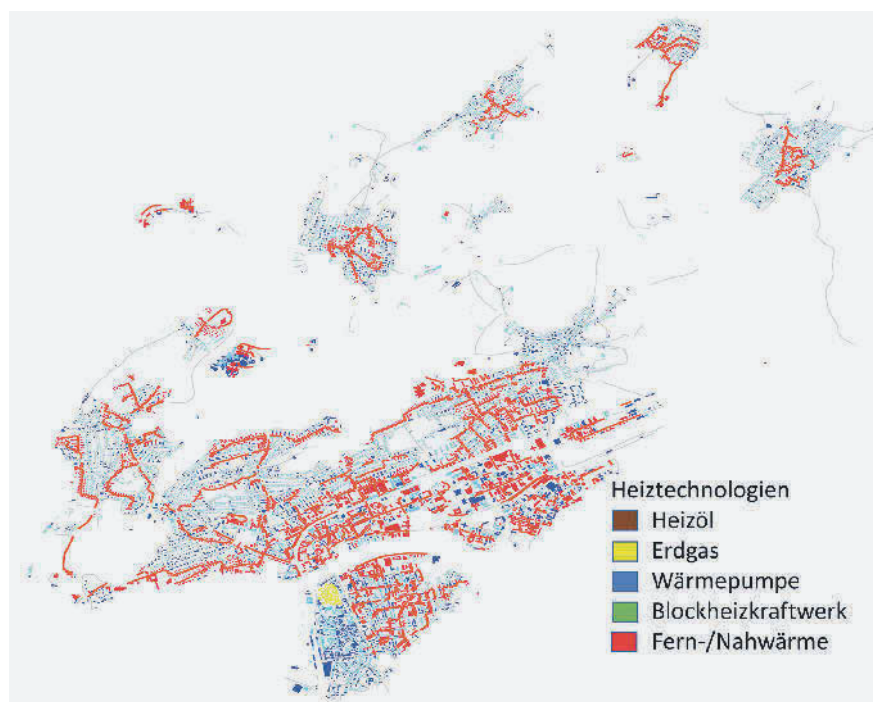 Heiztechnologien
Heizöl
Erdgas
Wärmepumpe
Blockheizkraftwerk
Fern-/Nahwärme